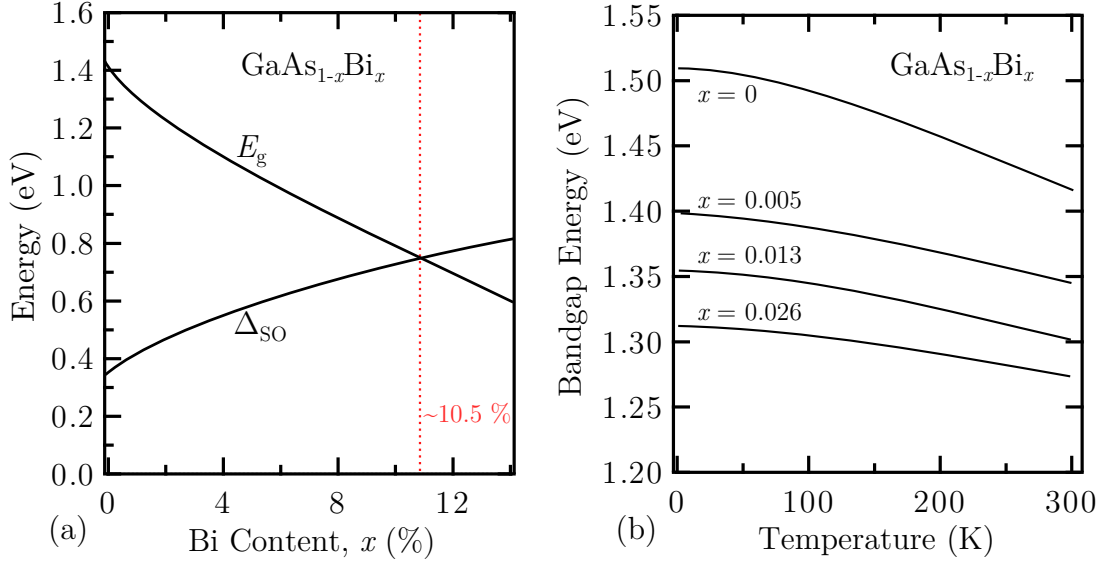 Energy (eV)
1.6
1.4
1.2
1.0
0.8
0.6
0.4
0.2
0.0
GaAs₁₋ₓBiₓ
E_g
Δ_SO
~10.5 %
0 4 8 12
(a)
Bi Content, x (%)
Bandgap Energy (eV)
1.55
1.50
1.45
1.40
1.35
1.30
1.25
1.20
GaAs₁₋ₓBiₓ
x = 0
x = 0.005
x = 0.013
x = 0.026
0 100 200 300
(b)
Temperature (K)